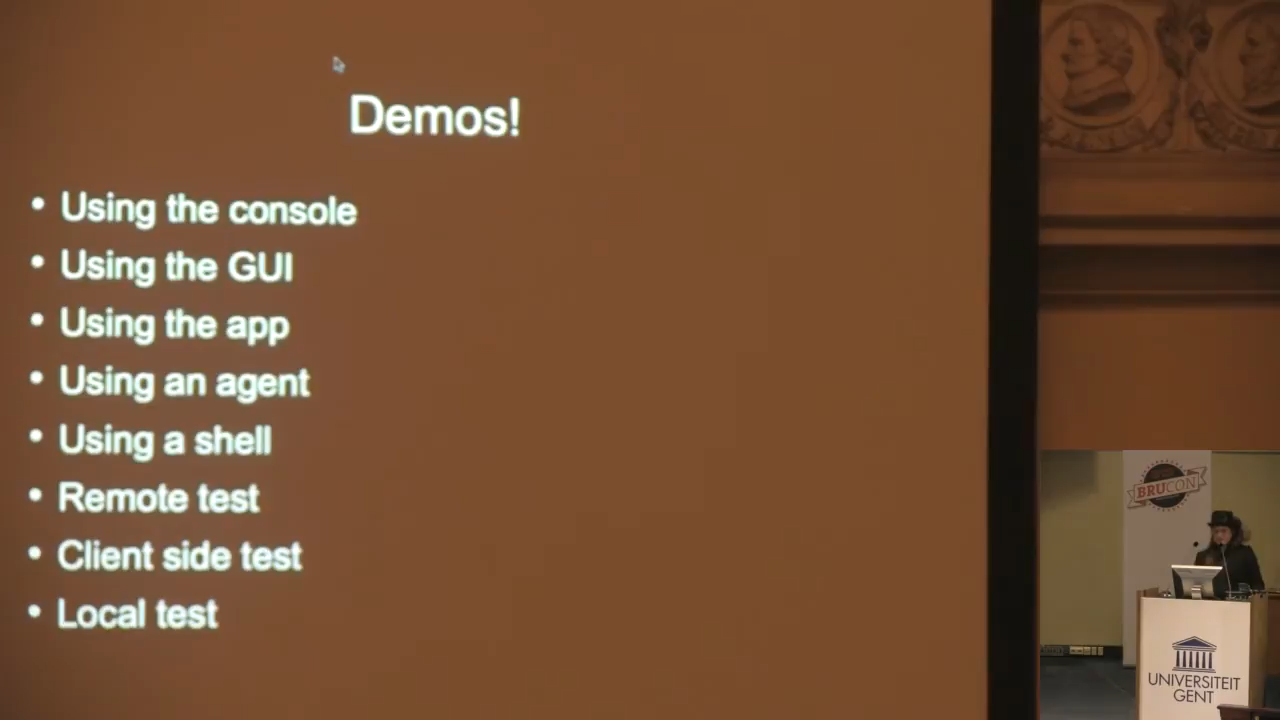 Demos!
• Using the console
• Using the GUI
• Using the app
• Using an agent
• Using a shell
• Remote test
• Client side test
• Local test
BRUCON
UNIVERSITEIT
GENT